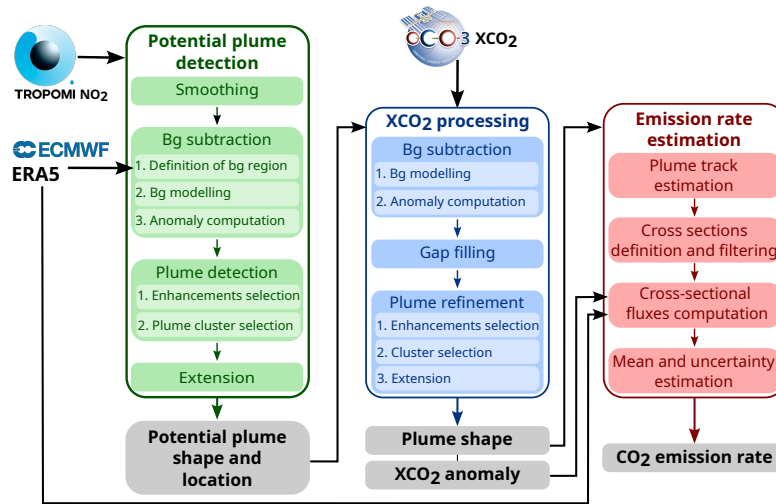 TROPOMI NO2
ECMWF
ERA5
Potential plume
detection
Smoothing
Bg subtraction
1. Definition of bg region
2. Bg modelling
3. Anomaly computation
Plume detection
1. Enhancements selection
2. Plume cluster selection
Extension
Potential plume
shape and
location
OCO-3 XCO2
XCO2 processing
Bg subtraction
1. Bg modelling
2. Anomaly computation
Gap filling
Plume refinement
1. Enhancements selection
2. Cluster selection
3. Extension
Plume shape
XCO2 anomaly
Emission rate
estimation
Plume track
estimation
Cross sections
definition and filtering
Cross-sectional
fluxes computation
Mean and uncertainty
estimation
CO2 emission rate